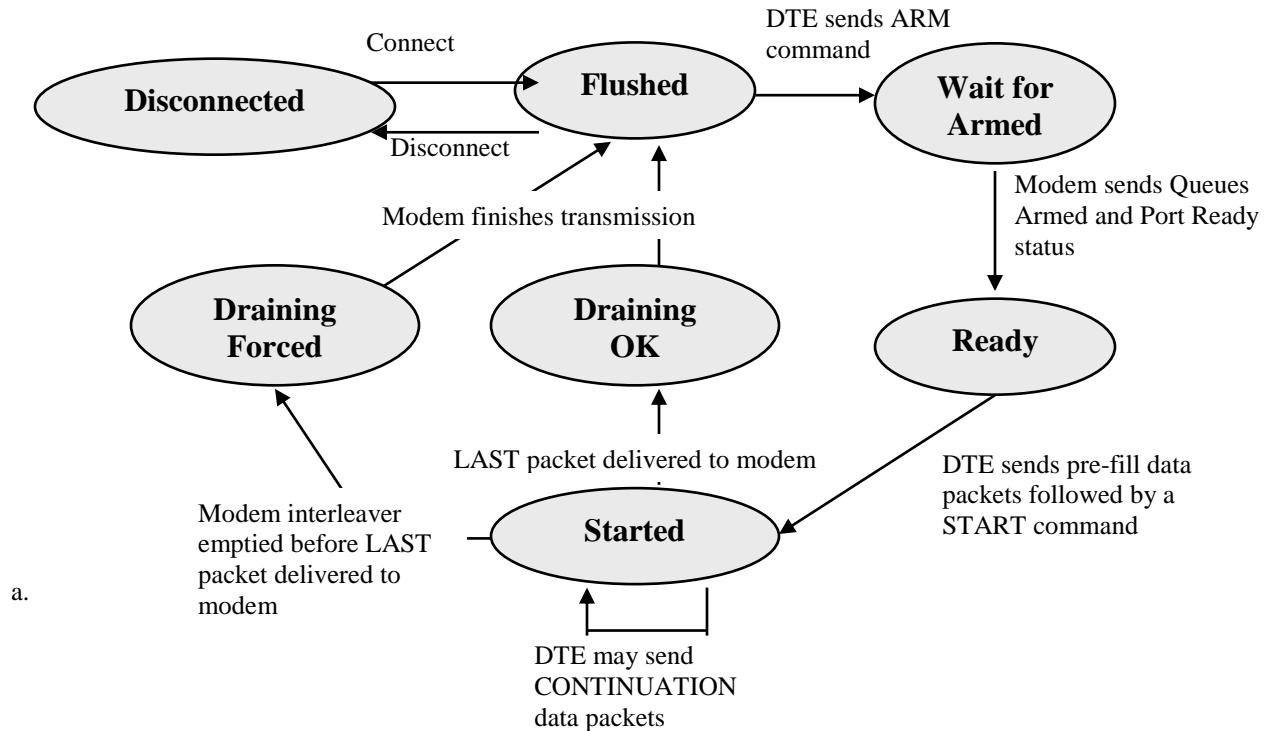 DTE sends ARM
command
Connect
Disconnected
Flushed
Wait for
Armed
Disconnect
Modem sends Queues
Armed and Port Ready
status
Modem finishes transmission
Draining
Forced
Draining
OK
Ready
LAST packet delivered to modem
DTE sends pre-fill data
packets followed by a
START command
Modem interleaver
emptied before LAST
packet delivered to
modem
Started
a.
DTE may send
CONTINUATION
data packets